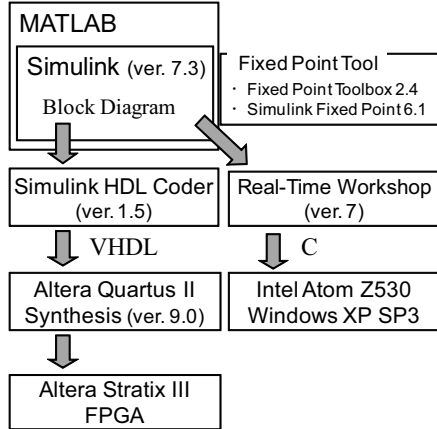 MATLAB
Simulink (ver. 7.3)
Block Diagram
Fixed Point Tool
· Fixed Point Toolbox 2.4
· Simulink Fixed Point 6.1
Simulink HDL Coder
(ver. 1.5)
Real-Time Workshop
(ver. 7)
VHDL
C
Altera Quartus II
Synthesis (ver. 9.0)
Intel Atom Z530
Windows XP SP3
Altera Stratix III
FPGA